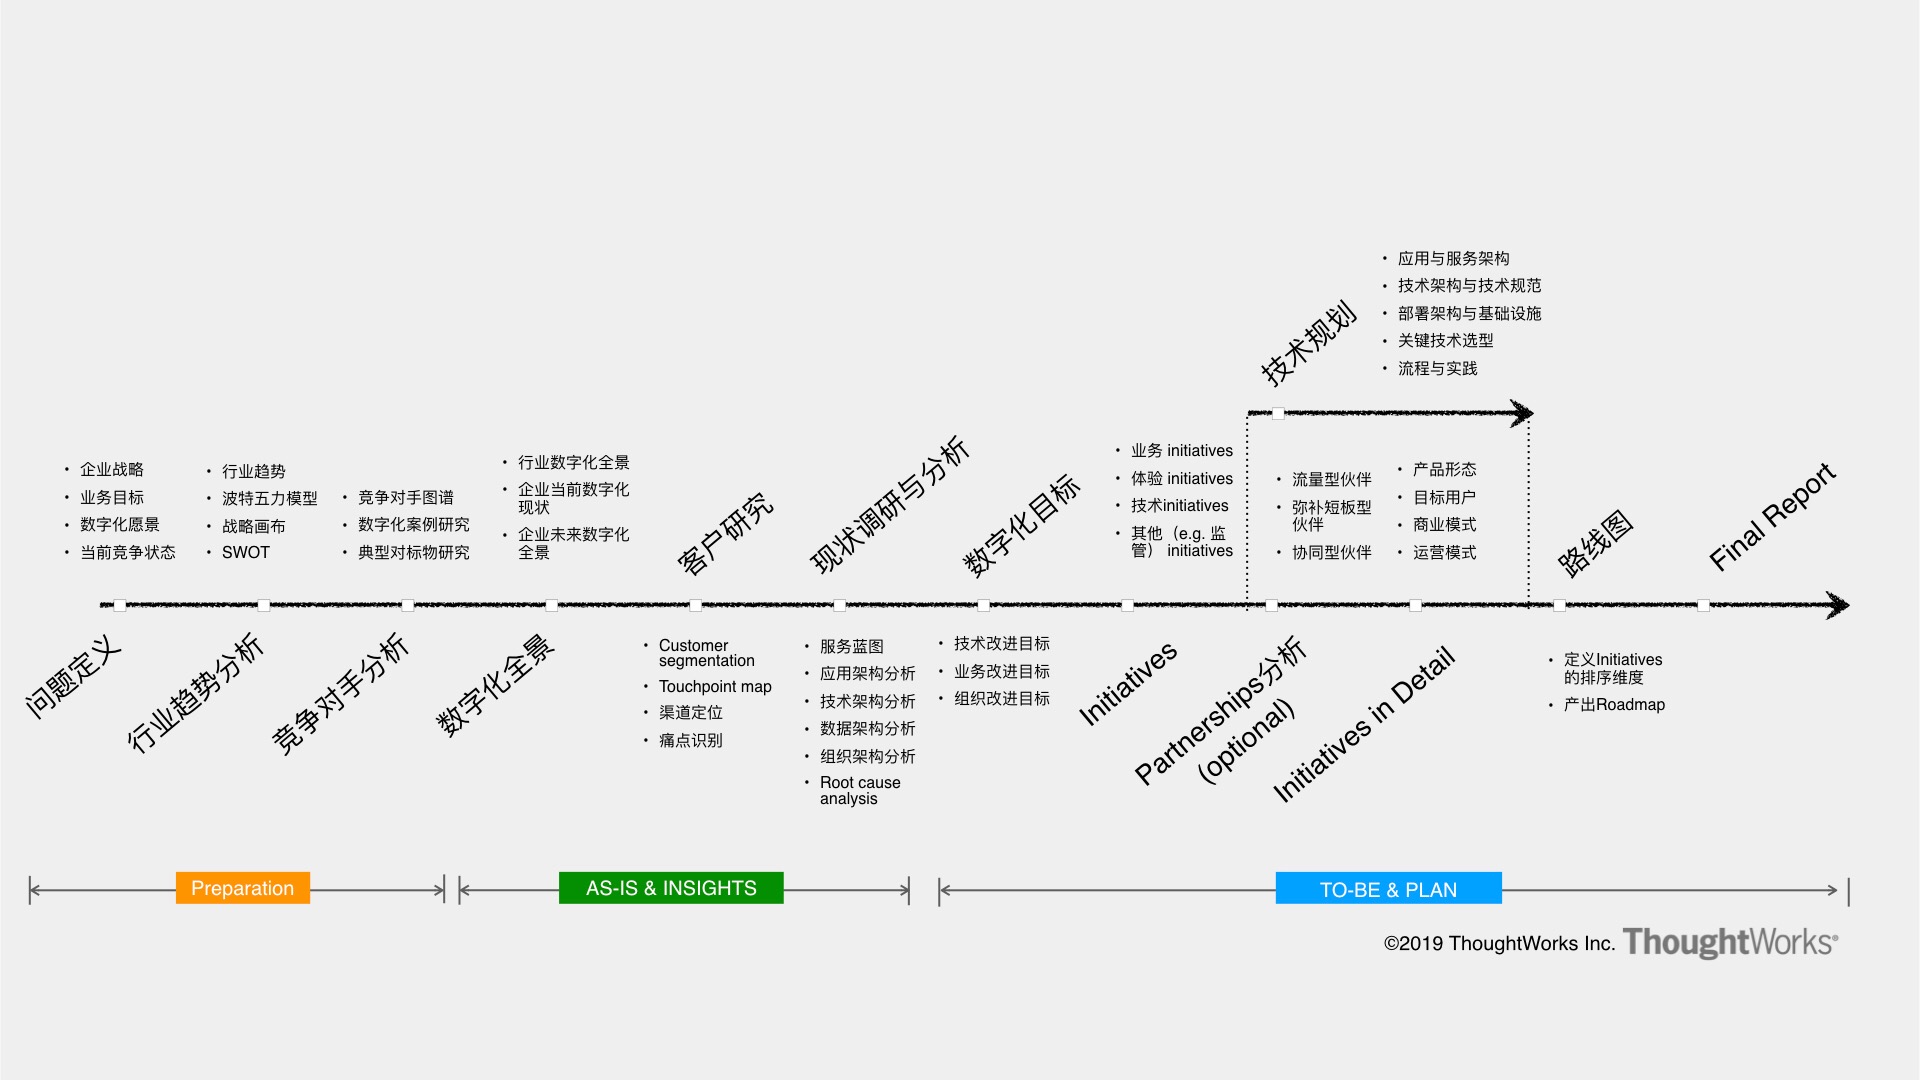 技术规划
• 应用与服务架构
• 技术架构与技术规范
• 部署架构与基础设施
• 关键技术选型
• 流程与实践
• 企业战略
• 业务目标
• 数字化愿景
• 当前竞争状态
• 行业趋势
• 波特五力模型
• 战略画布
• SWOT
• 竞争对手图谱
• 数字化案例研究
• 典型对标物研究
• 行业数字化全景
• 企业当前数字化
现状
• 企业未来数字化
全景
客户研究
现状调研与分析
数字化目标
• 业务 initiatives
• 体验 initiatives
• 技术initiatives
• 其他（e.g. 监
管） initiatives
• 流量型伙伴
• 弥补短板型
伙伴
• 协同型伙伴
• 产品形态
• 目标用户
• 商业模式
• 运营模式
路线图
Final Report
问题定义
行业趋势分析
竞争对手分析
数字化全景
• Customer
segmentation
• Touchpoint map
• 渠道定位
• 痛点识别
• 服务蓝图
• 应用架构分析
• 技术架构分析
• 数据架构分析
• 组织架构分析
• Root cause
analysis
• 技术改进目标
• 业务改进目标
• 组织改进目标
Initiatives
Partnerships分析
(optional)
Initiatives in Detail
• 定义Initiatives
的排序维度
• 产出Roadmap
Preparation
AS-IS & INSIGHTS
TO-BE & PLAN
©2019 ThoughtWorks Inc. ThoughtWorks®